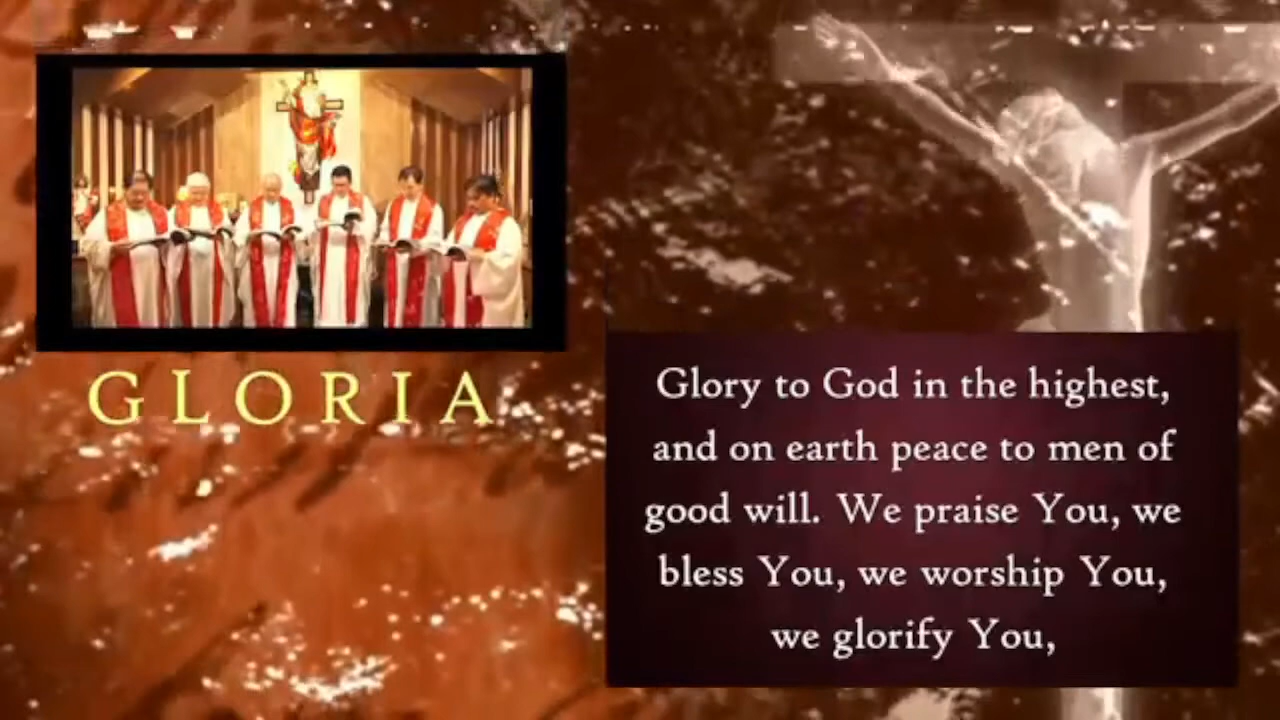 GLORIA
Glory to God in the highest,
and on earth peace to men of
good will. We praise You, we
bless You, we worship You,
we glorify You,